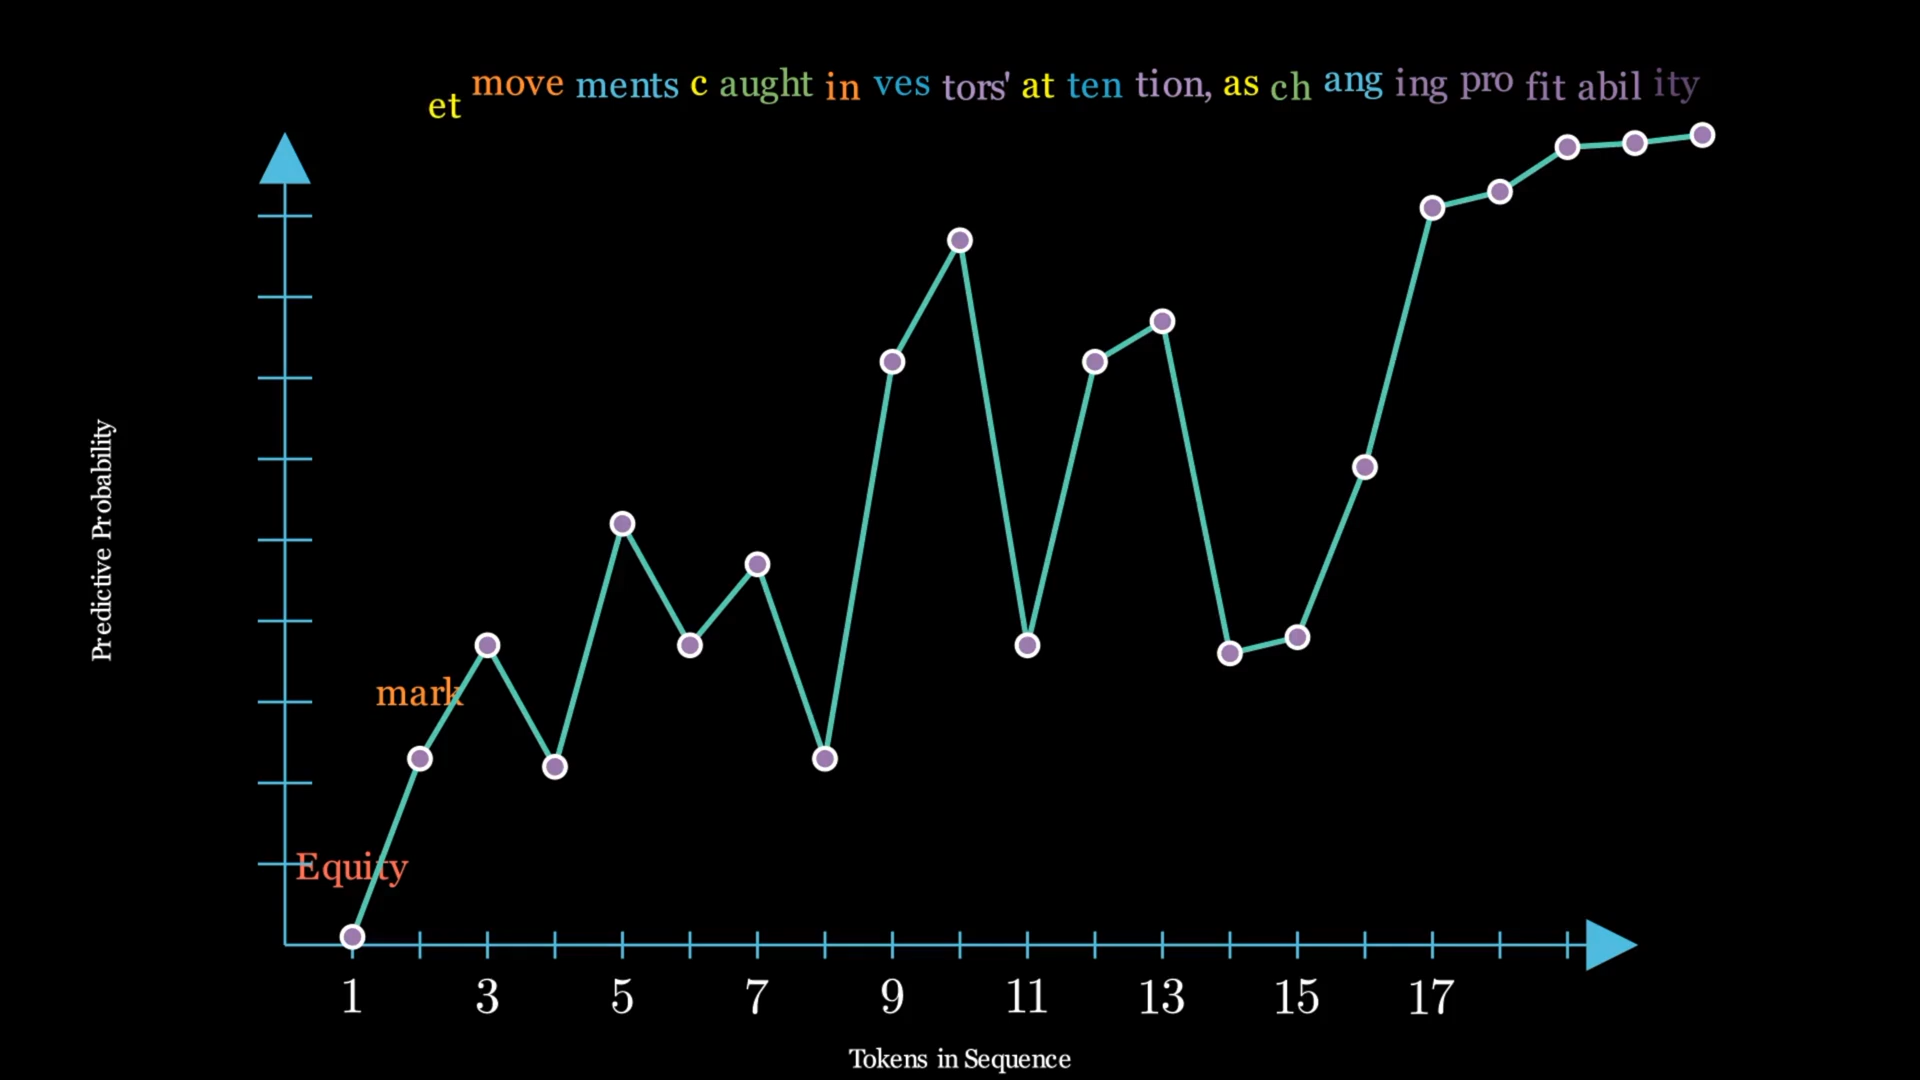 et move ments c aught in ves tors' at ten tion, as ch ang ing pro fit abil ity
Predictive Probability
mark
Equity
1 3 5 7 9 11 13 15 17
Tokens in Sequence